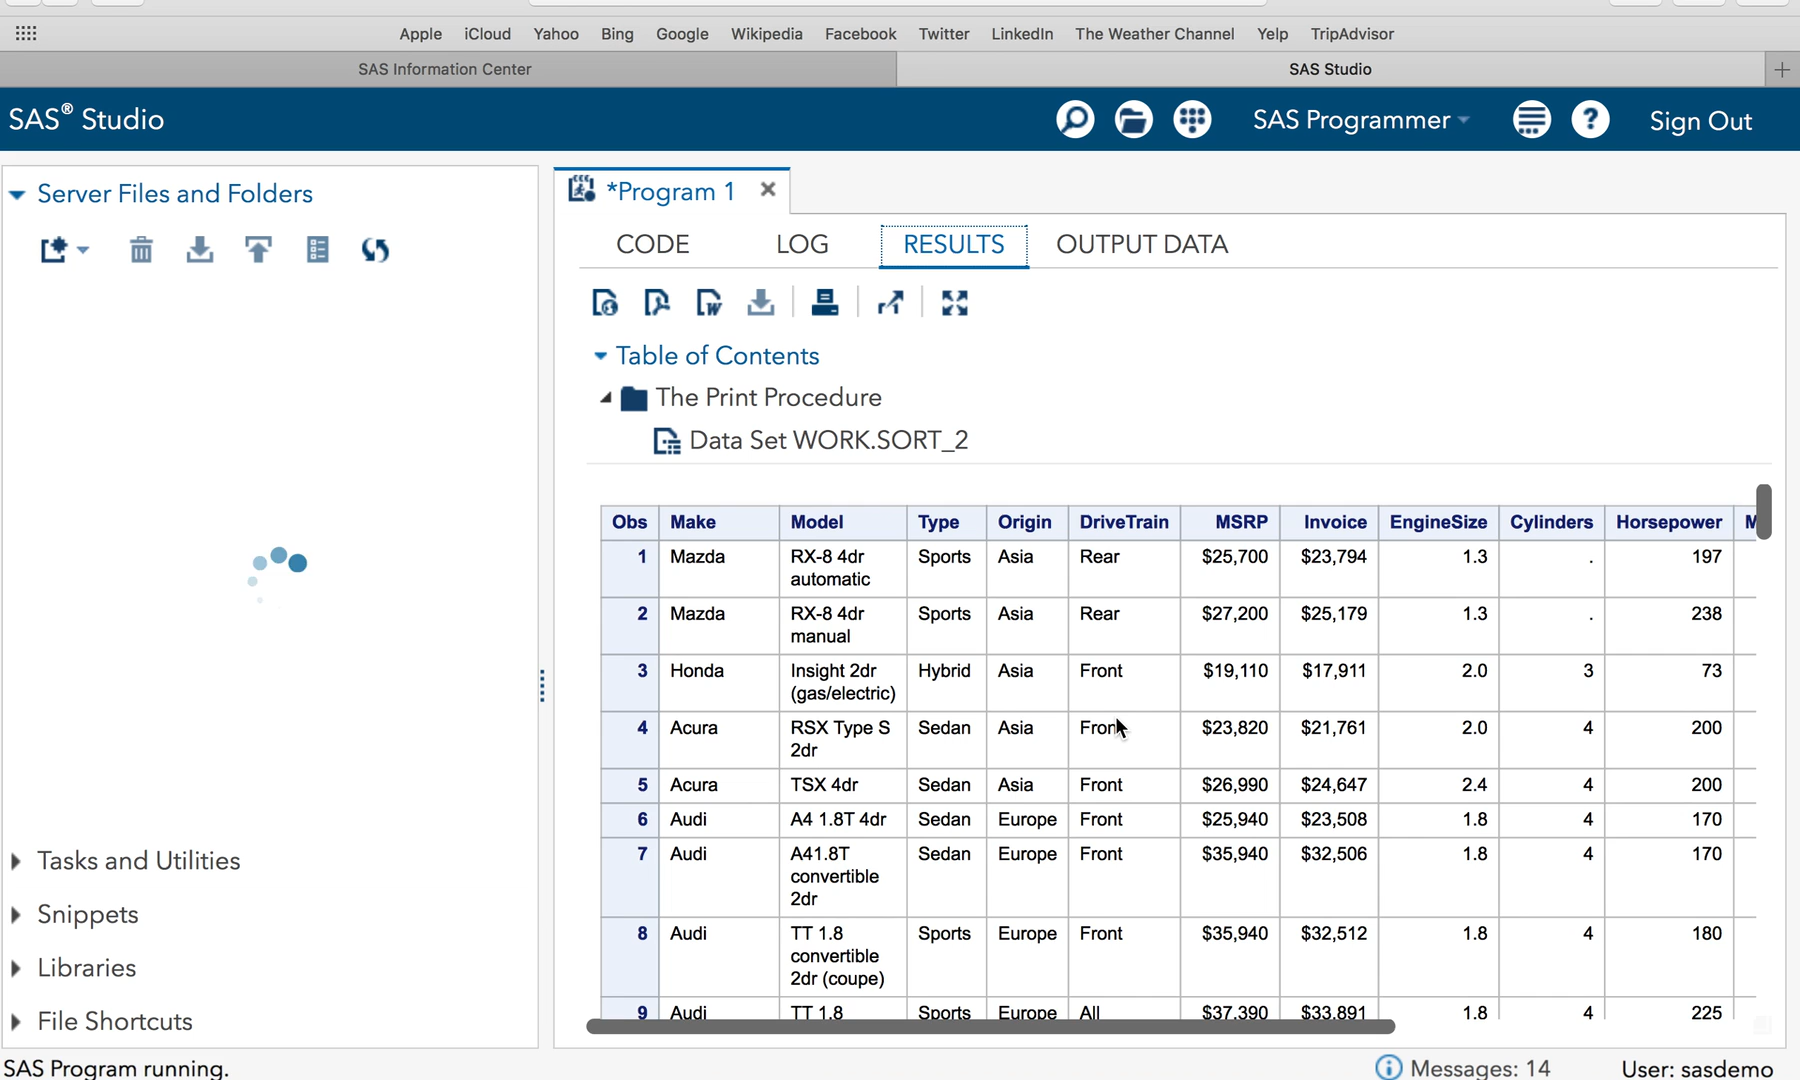 Apple iCloud Yahoo Bing Google Wikipedia Facebook Twitter LinkedIn The Weather Channel Yelp TripAdvisor
SAS Information Center SAS Studio
SAS® Studio SAS Programmer Sign Out
Server Files and Folders
*Program 1
CODE LOG RESULTS OUTPUT DATA
Table of Contents
The Print Procedure
Data Set WORK.SORT_2
Obs Make Model Type Origin DriveTrain MSRP Invoice EngineSize Cylinders Horsepower
1 Mazda RX-8 4dr Sports Asia Rear $25,700 $23,794 1.3 . 197
automatic
2 Mazda RX-8 4dr Sports Asia Rear $27,200 $25,179 1.3 . 238
manual
3 Honda Insight 2dr Hybrid Asia Front $19,110 $17,911 2.0 3 73
(gas/electric)
4 Acura RSX Type S Sedan Asia Front $23,820 $21,761 2.0 4 200
2dr
5 Acura TSX 4dr Sedan Asia Front $26,990 $24,647 2.4 4 200
6 Audi A4 1.8T 4dr Sedan Europe Front $25,940 $23,508 1.8 4 170
7 Audi A41.8T Sedan Europe Front $35,940 $32,506 1.8 4 170
convertible
2dr
8 Audi TT 1.8 Sports Europe Front $35,940 $32,512 1.8 4 180
convertible
2dr (coupe)
9 Audi TT 1.8 Sports Europe All $37,390 $33,891 1.8 4 225
Tasks and Utilities
Snippets
Libraries
File Shortcuts
SAS Program running. Messages: 14 User: sasdemo